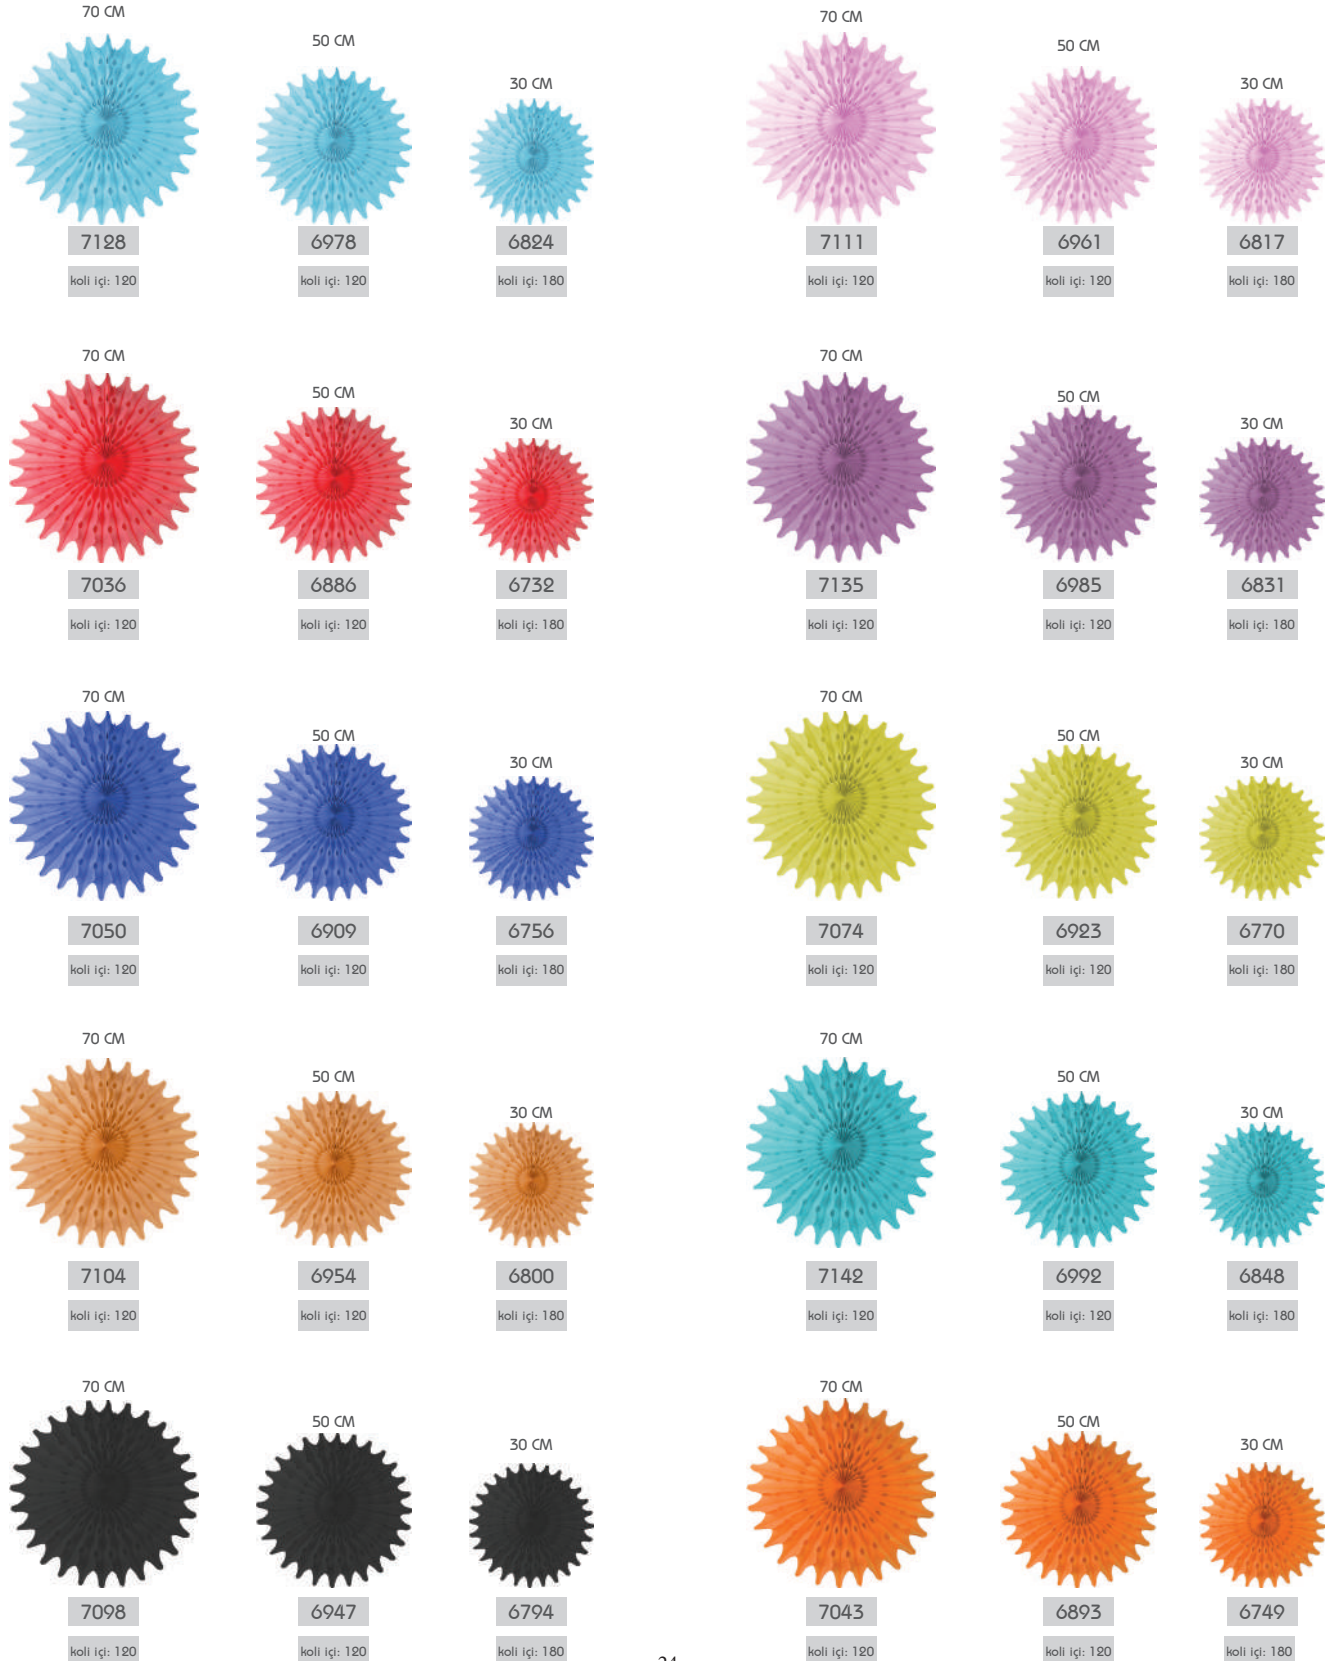 70 CM
50 CM
30 CM
7128
6978
6824
koli içi: 120
koli içi: 120
koli içi: 180
70 CM
50 CM
30 CM
7111
6961
6817
koli içi: 120
koli içi: 120
koli içi: 180
70 CM
50 CM
30 CM
7036
6886
6732
koli içi: 120
koli içi: 120
koli içi: 180
70 CM
50 CM
30 CM
7135
6985
6831
koli içi: 120
koli içi: 120
koli içi: 180
70 CM
50 CM
30 CM
7050
6909
6756
koli içi: 120
koli içi: 120
koli içi: 180
70 CM
50 CM
30 CM
7074
6923
6770
koli içi: 120
koli içi: 120
koli içi: 180
70 CM
50 CM
30 CM
7104
6954
6800
koli içi: 120
koli içi: 120
koli içi: 180
70 CM
50 CM
30 CM
7142
6992
6848
koli içi: 120
koli içi: 120
koli içi: 180
70 CM
50 CM
30 CM
7098
6947
6794
koli içi: 120
koli içi: 120
koli içi: 180
70 CM
50 CM
30 CM
7043
6893
6749
koli içi: 120
koli içi: 120
koli içi: 180